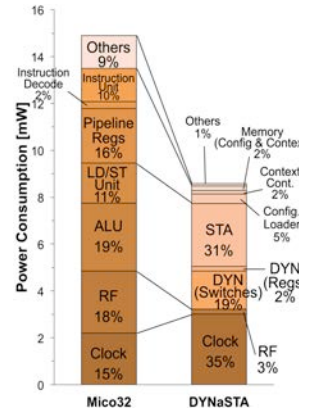 Power Consumption [mW]
16
14
12
10
8
6
4
2
0
Others
9%
Instruction
Unit
10%
Instruction
Decode
2%
Pipeline
Regs
16%
LD/ST
Unit
11%
ALU
19%
RF
18%
Clock
15%
Mico32
Others
1%
Memory
(Config & Context)
2%
Context
Cont.
2%
Config.
Loader
5%
STA
31%
DYN
(Regs)
2%
DYN
(Switches)
19%
RF
3%
Clock
35%
DYNaSTA